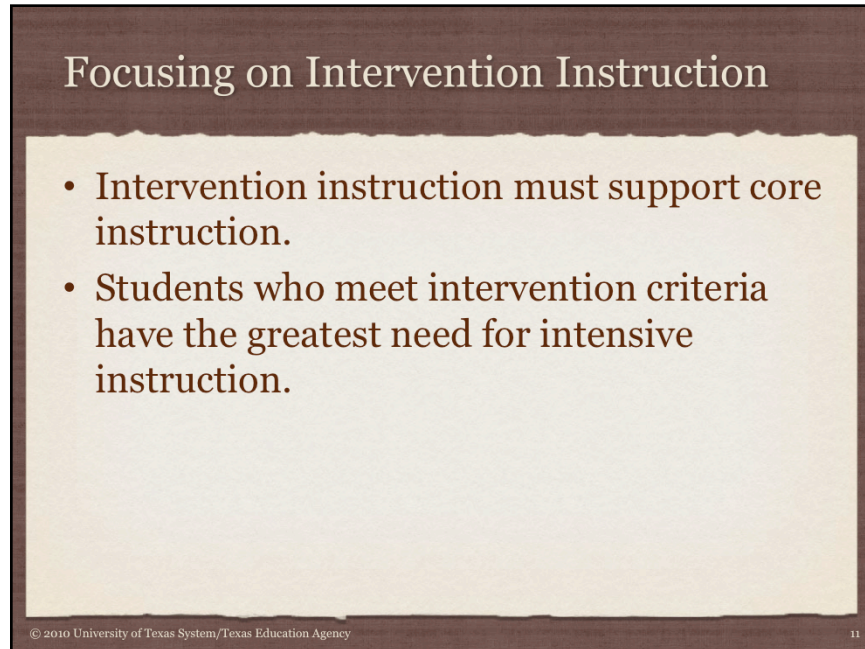 Focusing on Intervention Instruction
• Intervention instruction must support core
instruction.
• Students who meet intervention criteria
have the greatest need for intensive
instruction.
© 2010 University of Texas System/Texas Education Agency
11